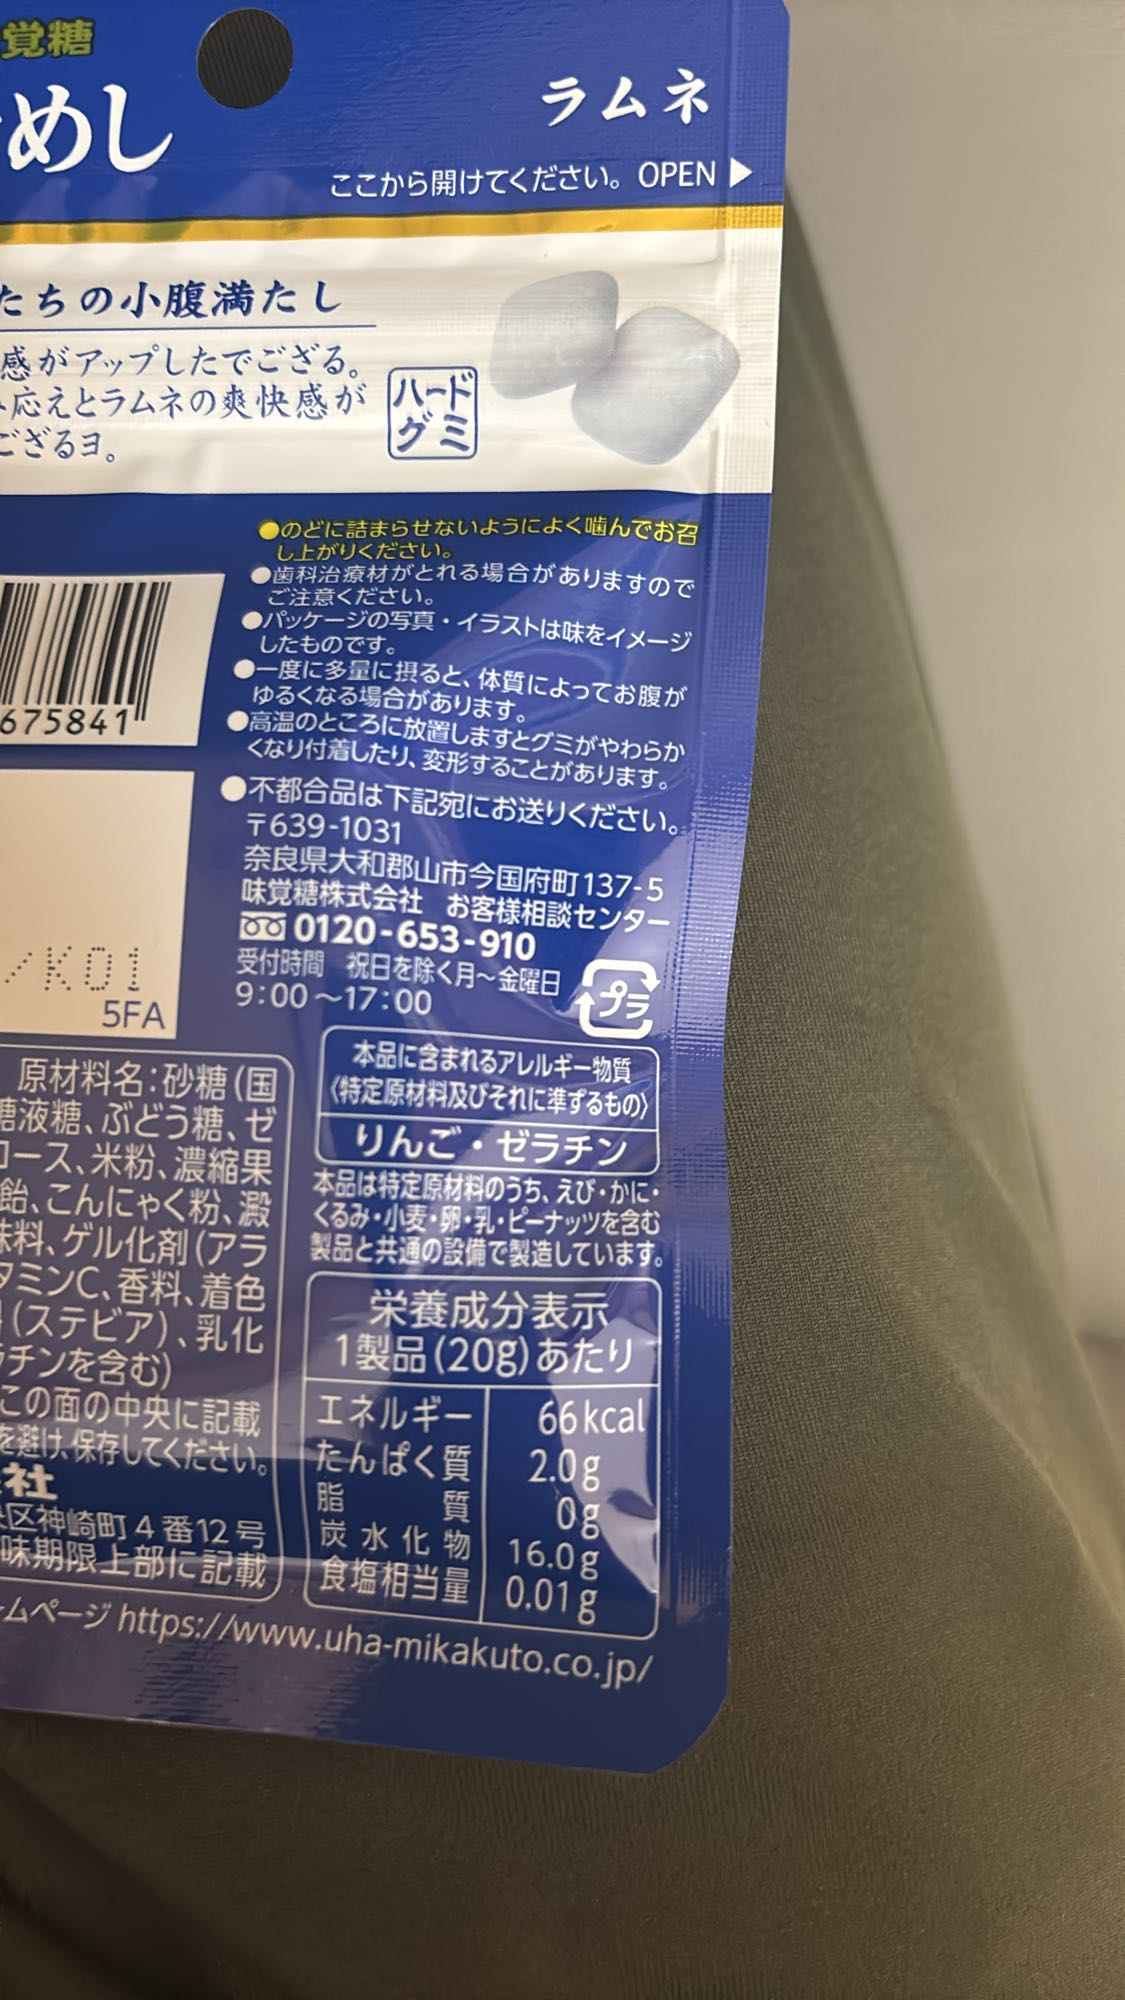 覚糖
めし
ラムネ
ここから開けてください。OPEN▶
たちの小腹満たし
感がアップしたでござる。
応えとラムネの爽快感が
ござるヨ。
ハード
グミ
●のどに詰まらせないようによく噛んでお召
し上がりください。
●歯科治療材がとれる場合がありますので
ご注意ください。
●パッケージの写真・イラストは味をイメージ
したものです。
●一度に多量に摂ると、体質によってお腹が
ゆるくなる場合があります。
●高温のところに放置しますとグミがやわらか
くなり付着したり、変形することがあります。
675841
●不都合品は下記宛にお送りください。
〒639-1031
奈良県大和郡山市今国府町137-5
味覚糖株式会社 お客様相談センター
0120-653-910
受付時間 祝日を除く月～金曜日
9:00～17:00
プラ
/K01
5FA
原材料名:砂糖(国
糖液糖、ぶどう糖、ゼ
ロース、米粉、濃縮果
飴、こんにゃく粉、澱
味料、ゲル化剤(アラ
タミンC、香料、着色
(ステビア)、乳化
ラチンを含む)
この面の中央に記載
を避け、保存してください。
社
区神崎町4番12号
味期限上部に記載
本品に含まれるアレルギー物質
〈特定原材料及びそれに準ずるもの〉
りんご・ゼラチン
本品は特定原材料のうち、えび・かに・
くるみ・小麦・卵・乳・ピーナッツを含む
製品と共通の設備で製造しています。
栄養成分表示
1製品(20g)あたり
エネルギー 66kcal
たんぱく質 2.0g
脂質 0g
炭水化物 16.0g
食塩相当量 0.01g
ームページ https://www.uha-mikakuto.co.jp/